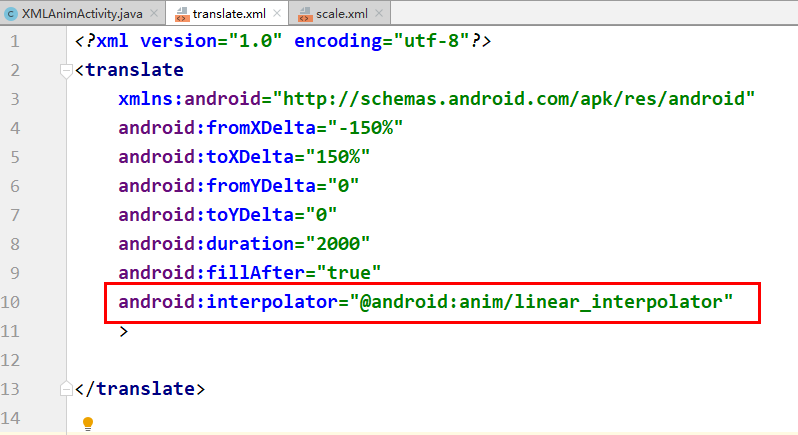 XMLAnimActivity.java translate.xml scale.xml
1 <?xml version="1.0" encoding="utf-8"?>
2 <translate
3 xmlns:android="http://schemas.android.com/apk/res/android"
4 android:fromXDelta="-150%"
5 android:toXDelta="150%"
6 android:fromYDelta="0"
7 android:toYDelta="0"
8 android:duration="2000"
9 android:fillAfter="true"
10 android:interpolator="@android:anim/linear_interpolator"
11 >
12
13 </translate>
14